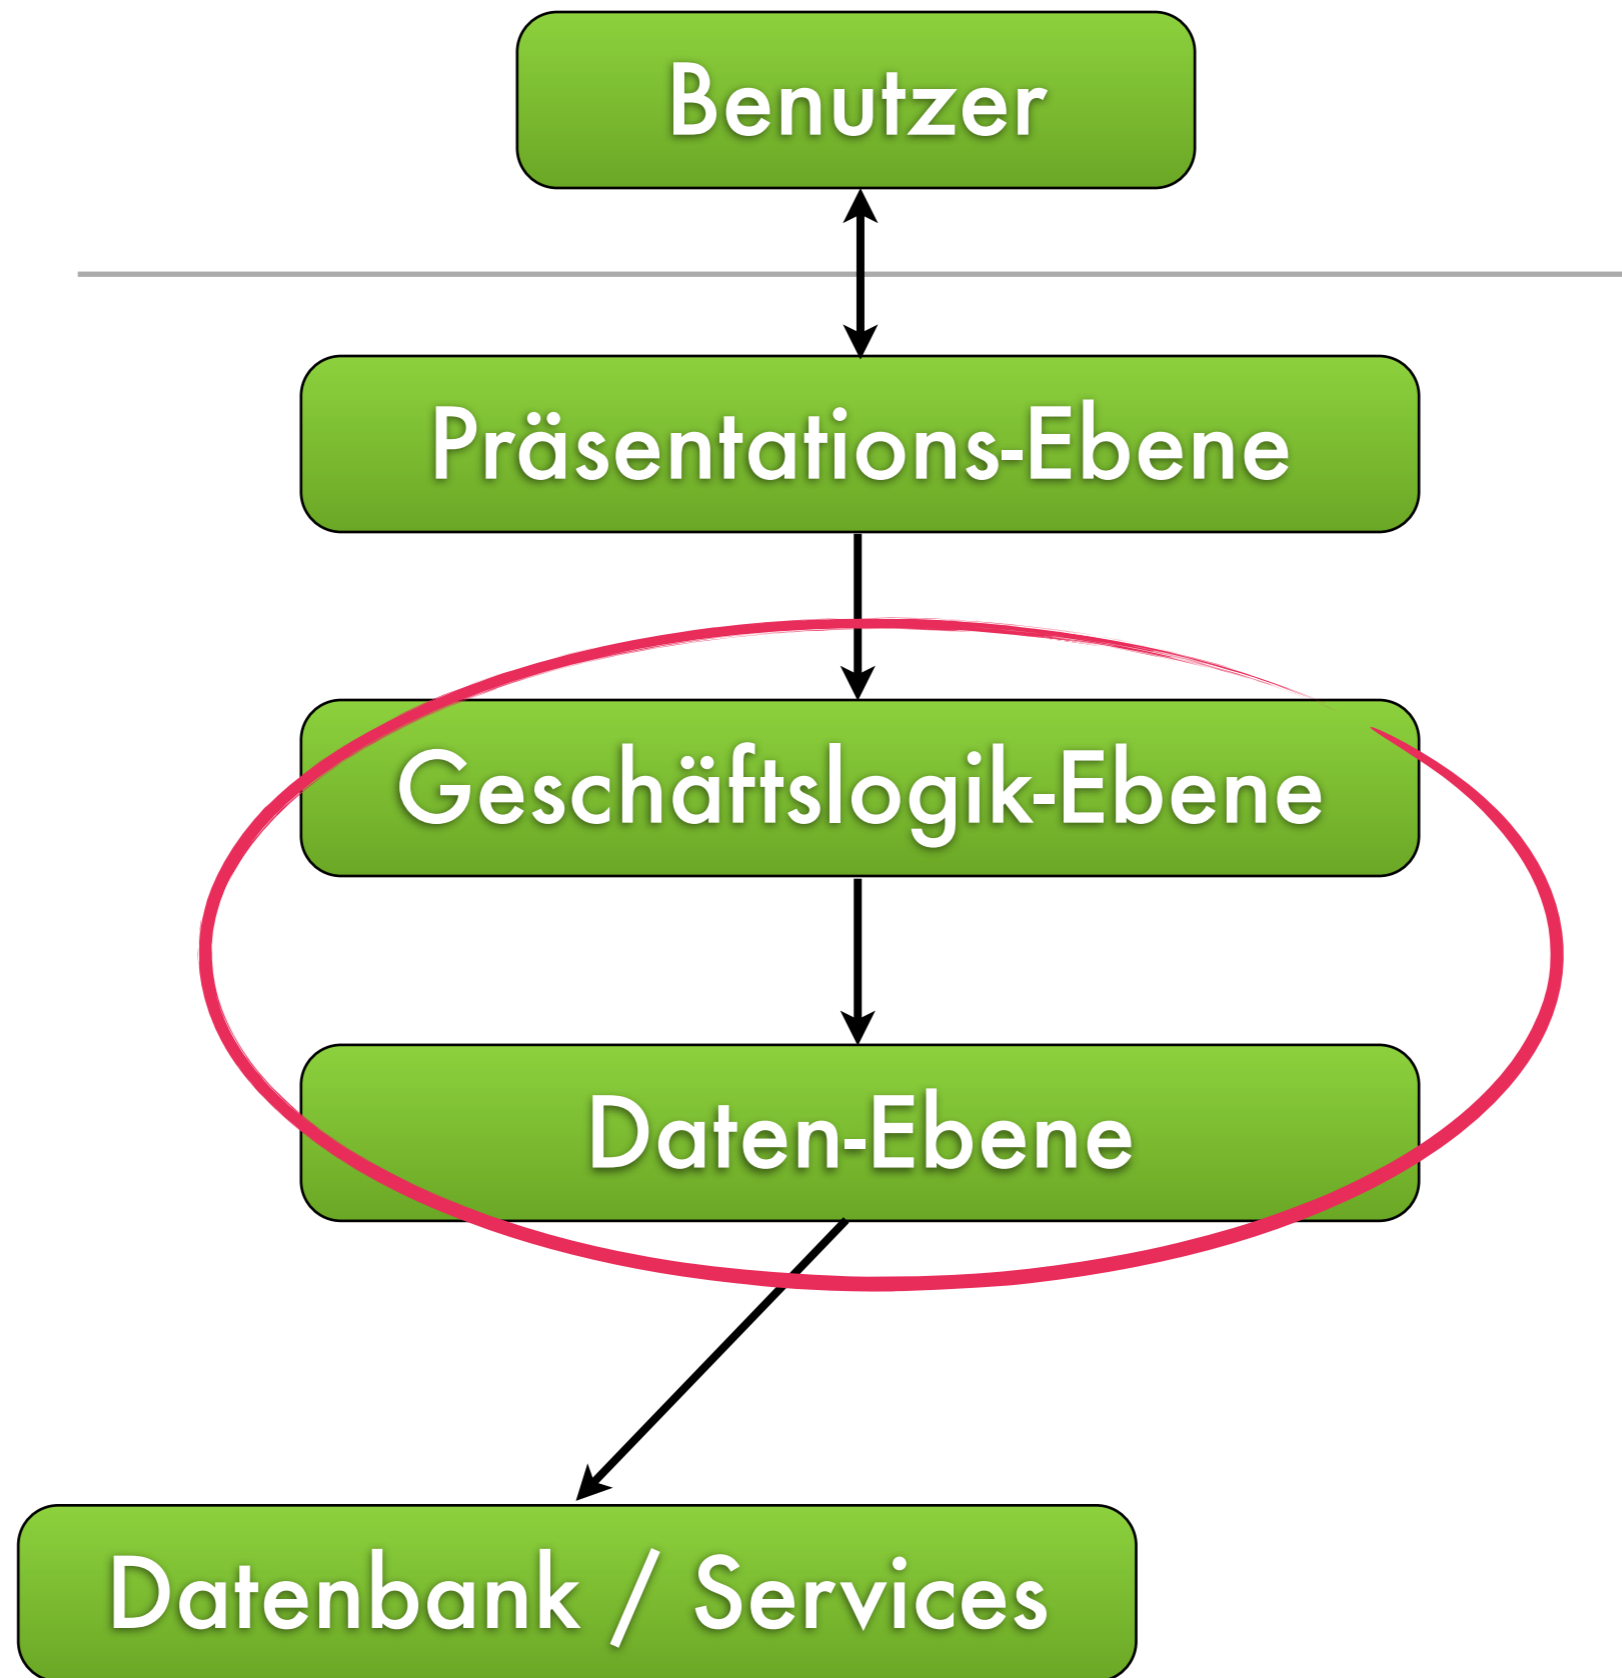 Benutzer
Präsentations-Ebene
Geschäftslogik-Ebene
Daten-Ebene
Datenbank / Services